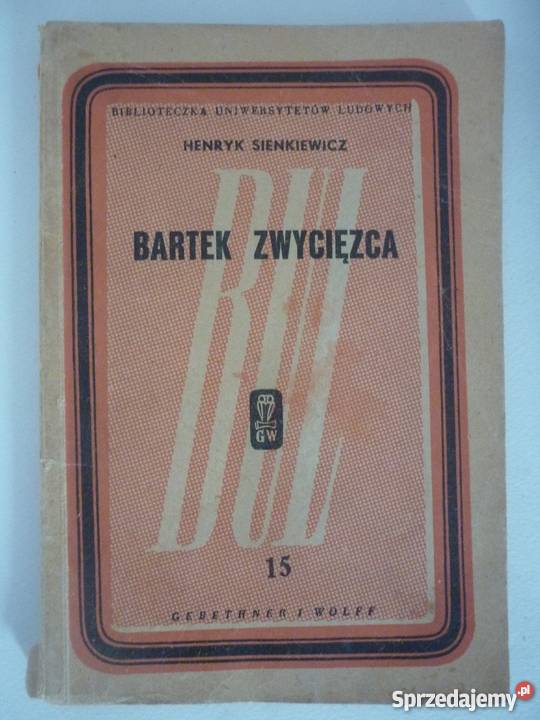 BIBLIOTECZKA UNIWERSYTETÓW LUDOWYCH
HENRYK SIENKIEWICZ
BUL
BARTEK ZWYCIĘZCA
GW
15
GEBETHNER I WOLFF
Sprzedajemy.pl